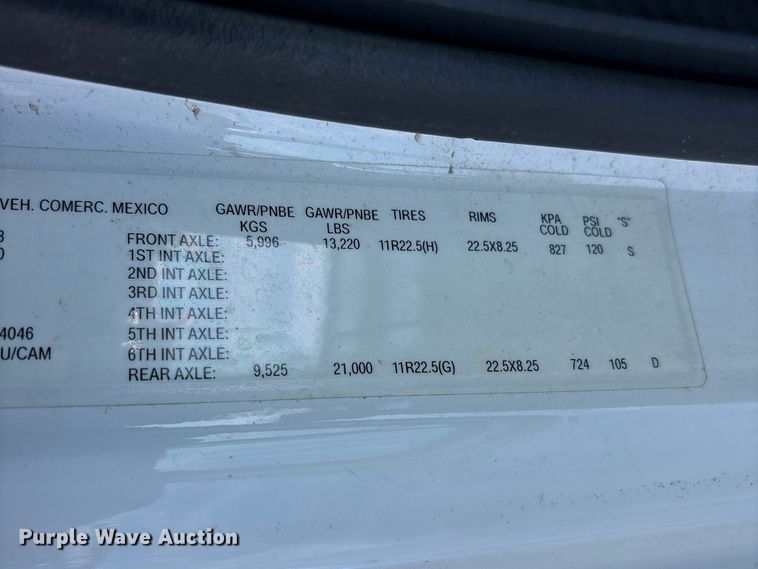 VEH. COMERC. MEXICO GAWR/PNBE KGS GAWR/PNBE LBS TIRES RIMS KPA COLD PSI COLD "S"
FRONT AXLE: 5,996 13,220 11R22.5(H) 22.5X8.25 827 120 S
1ST INT AXLE:
2ND INT AXLE:
3RD INT AXLE:
4TH INT AXLE:
4046 5TH INT AXLE:
U/CAM 6TH INT AXLE:
REAR AXLE: 9,525 21,000 11R22.5(G) 22.5X8.25 724 105 D
Purple Wave Auction